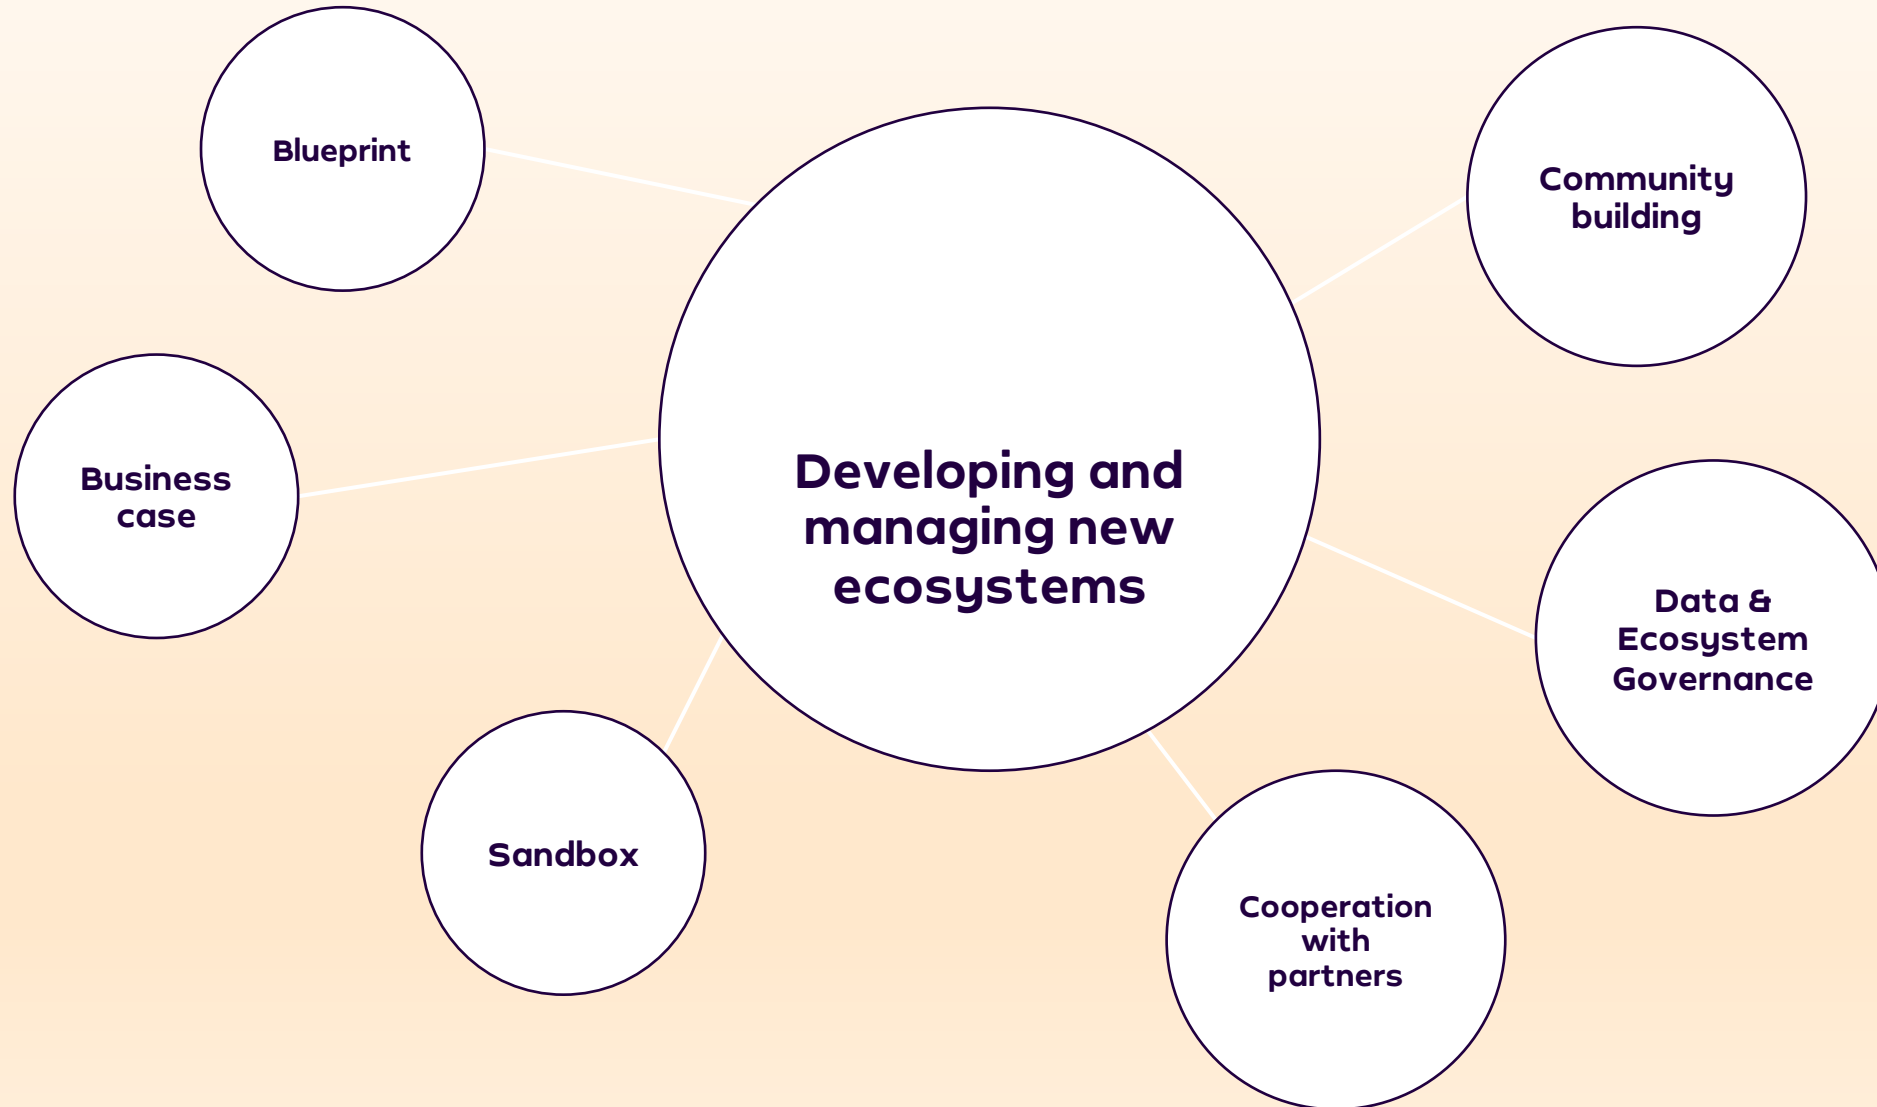 Blueprint
Community
building
Developing and
managing new
ecosystems
Business
case
Data &
Ecosystem
Governance
Sandbox
Cooperation
with
partners